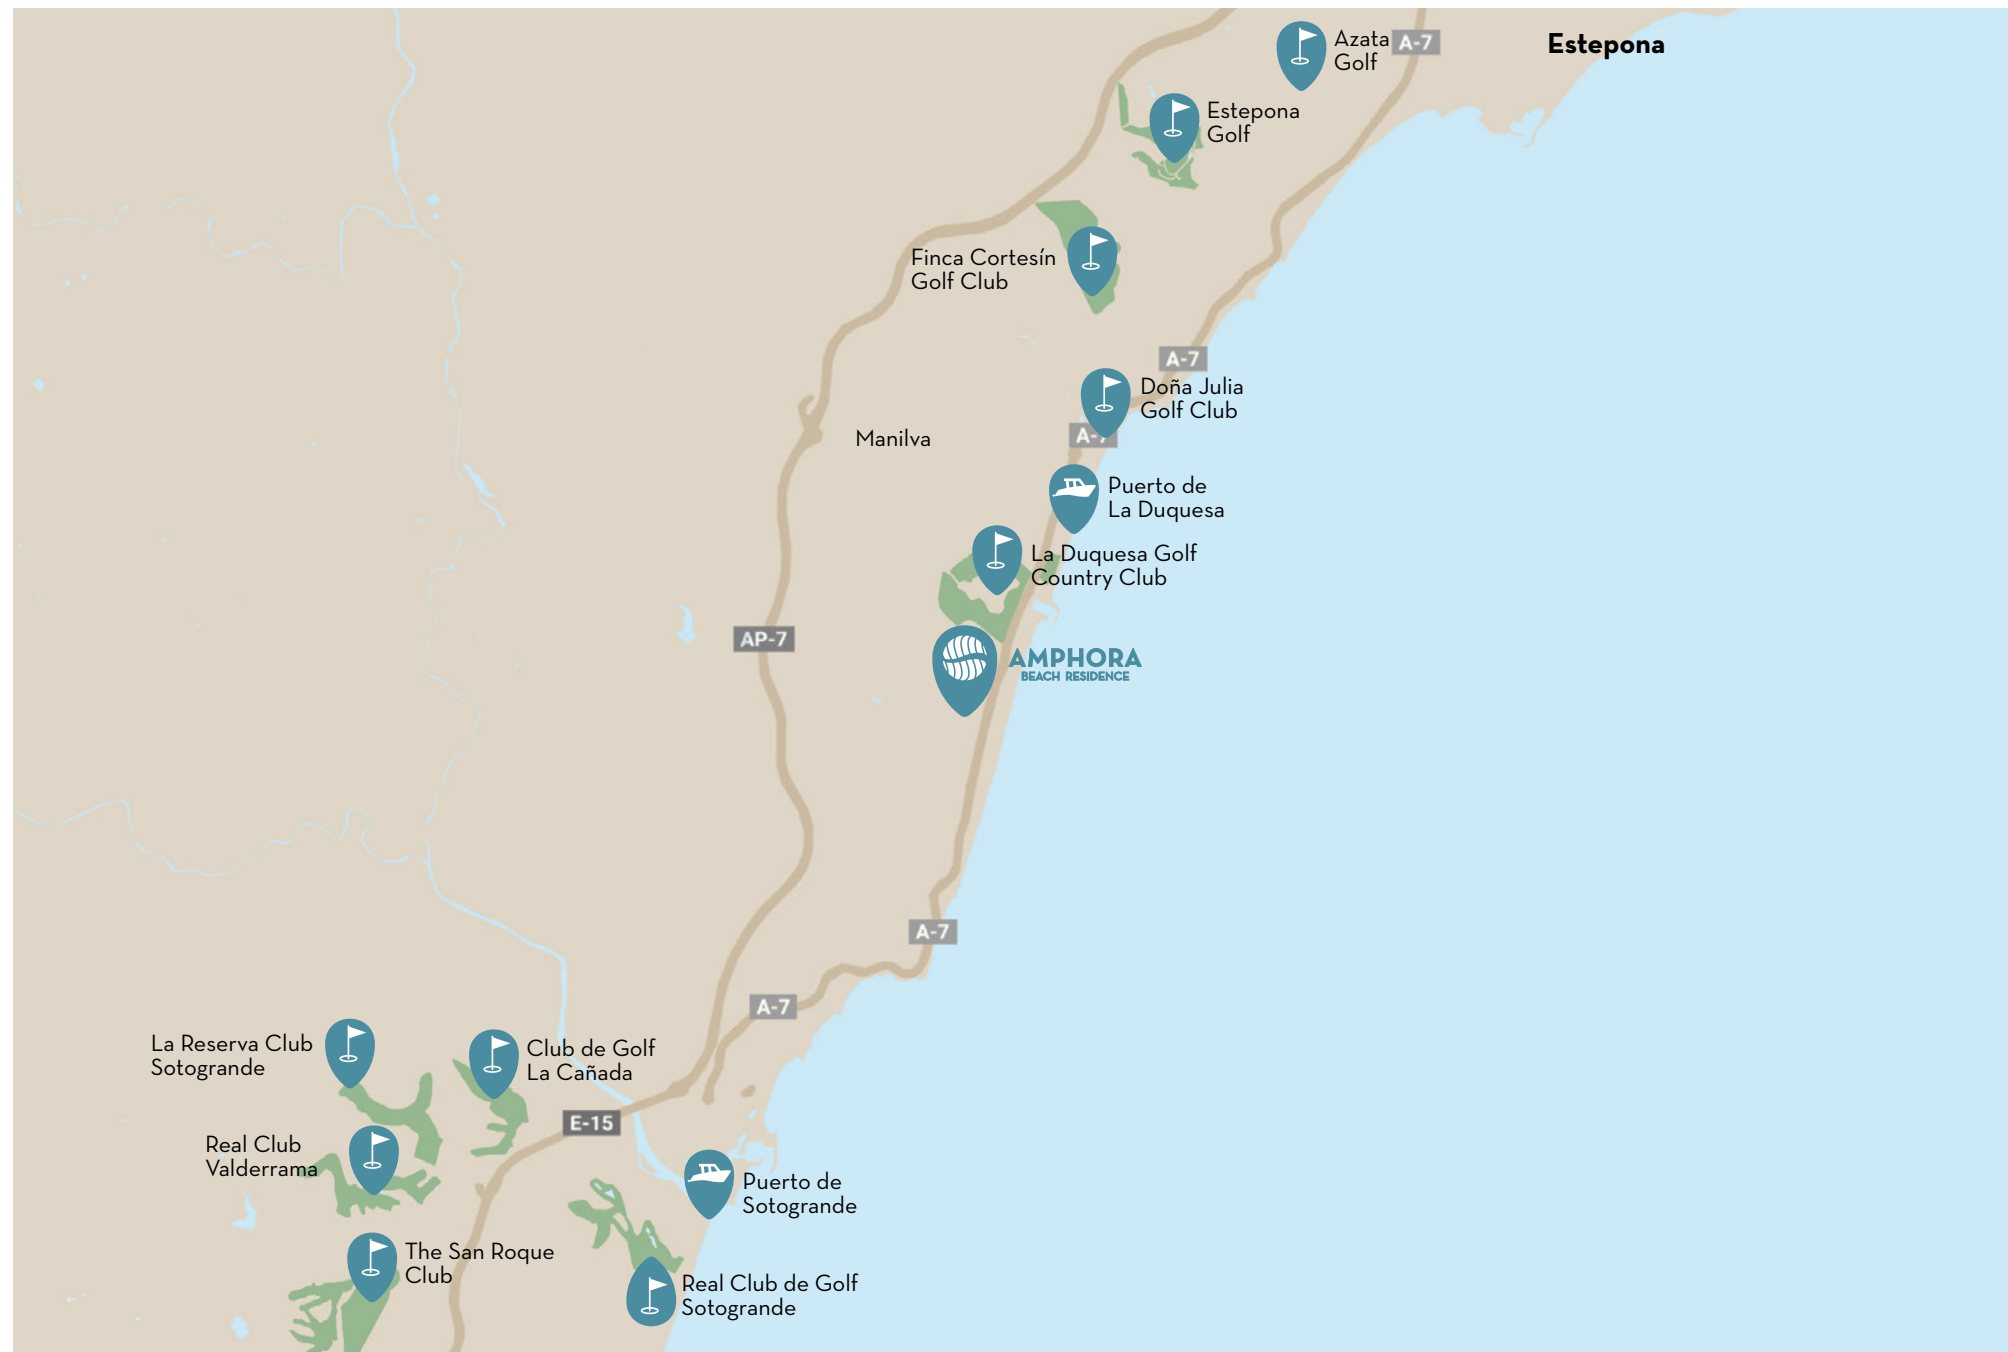 Azata
Golf
A-7
Estepona
Estepona
Golf
Finca Cortesín
Golf Club
A-7
Doña Julia
Golf Club
A-7
Manilva
Puerto de
La Duquesa
La Duquesa Golf
Country Club
AP-7
AMPHORA
BEACH RESIDENCE
A-7
A-7
La Reserva Club
Sotogrande
Club de Golf
La Cañada
E-15
Real Club
Valderrama
Puerto de
Sotogrande
The San Roque
Club
Real Club de Golf
Sotogrande